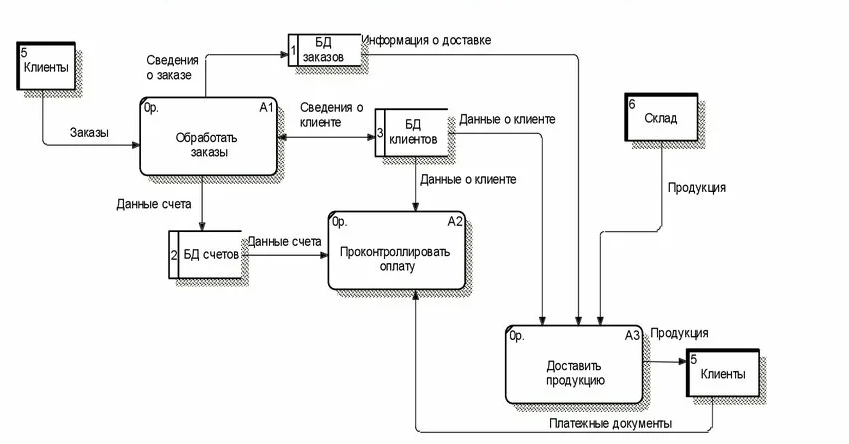 5
Клиенты
Сведения
о заказе
1
БД
заказов
Информация о доставке
0р.
A1
Обработать
заказы
Заказы
Сведения о
клиенте
3
БД
клиентов
Данные о клиенте
6
Склад
Продукция
Данные о клиенте
Данные счета
2
БД счетов
Данные счета
0р.
A2
Проконтроллировать
оплату
0р.
A3
Доставить
продукцию
Продукция
5
Клиенты
Платежные документы